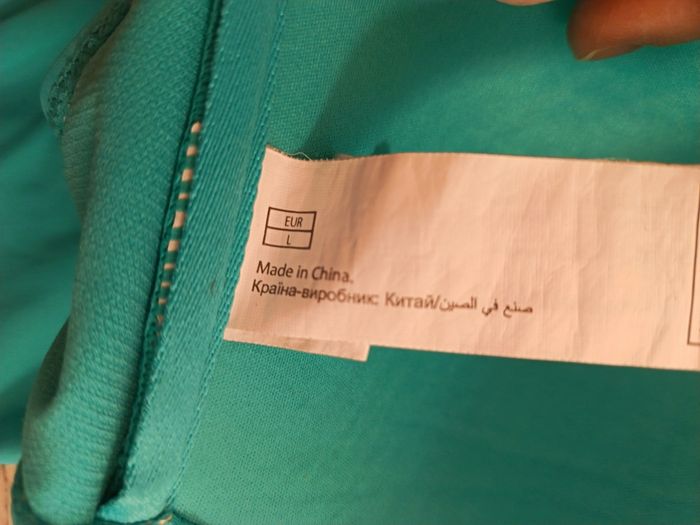 EUR
L
Made in China.
Країна-виробник: Китай/صنع في الصين